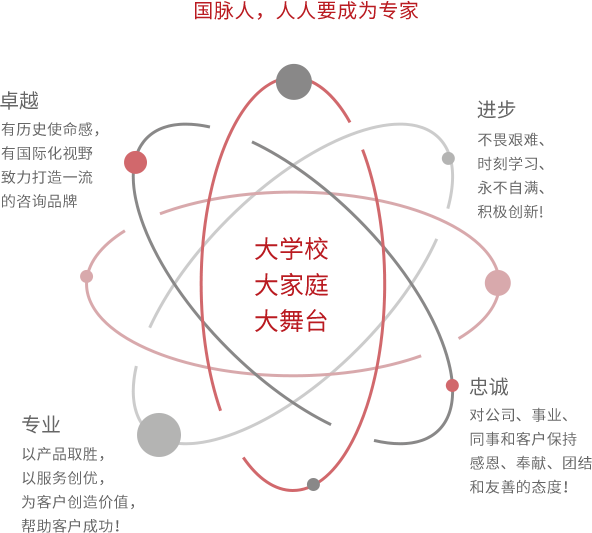 国脉人，人人要成为专家
卓越
有历史使命感，
有国际化视野
致力打造一流
的咨询品牌
进步
不畏艰难、
时刻学习、
永不自满、
积极创新!
大学校
大家庭
大舞台
专业
以产品取胜，
以服务创优，
为客户创造价值，
帮助客户成功！
忠诚
对公司、事业、
同事和客户保持
感恩、奉献、团结
和友善的态度！